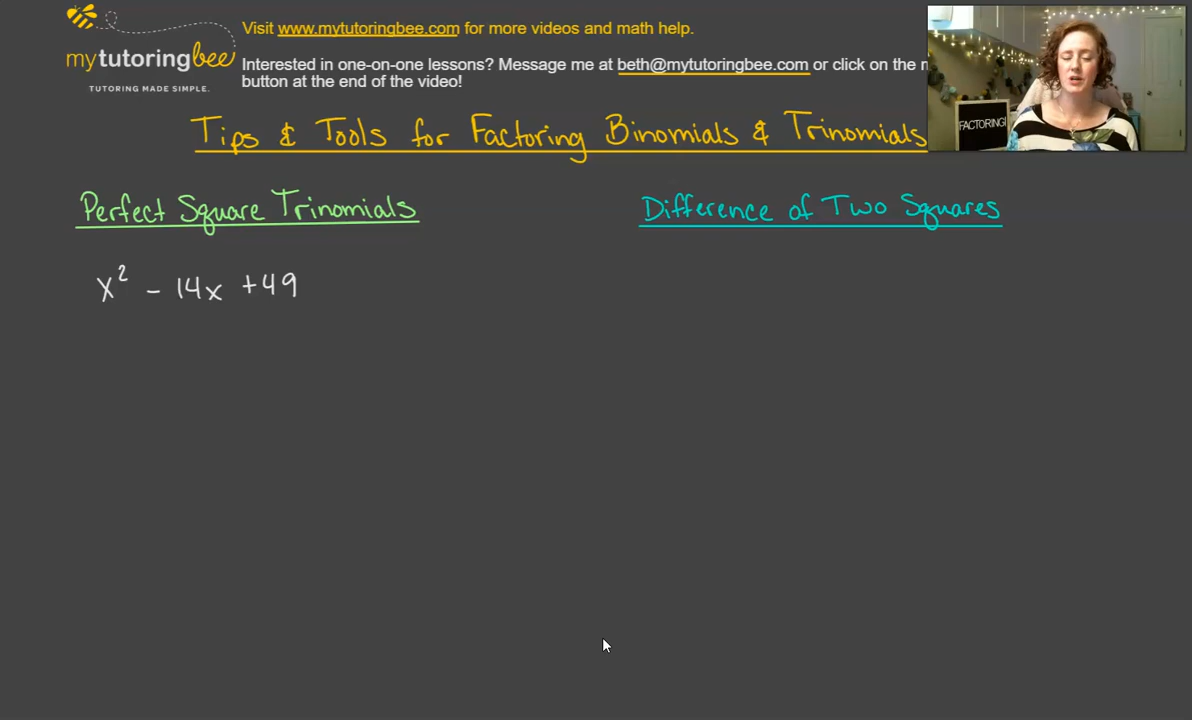 Visit www.mytutoringbee.com for more videos and math help.
mytutoringbee
TUTORING MADE SIMPLE.
Interested in one-on-one lessons? Message me at beth@mytutoringbee.com or click on the
button at the end of the video!
FACTORING!
Tips & Tools for Factoring Binomials & Trinomials
Perfect Square Trinomials
Difference of Two Squares
x² - 14x +49